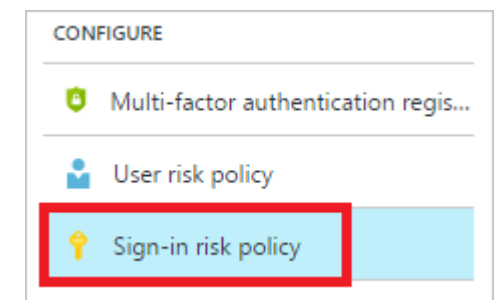 CONFIGURE
Multi-factor authentication regis...
User risk policy
Sign-in risk policy